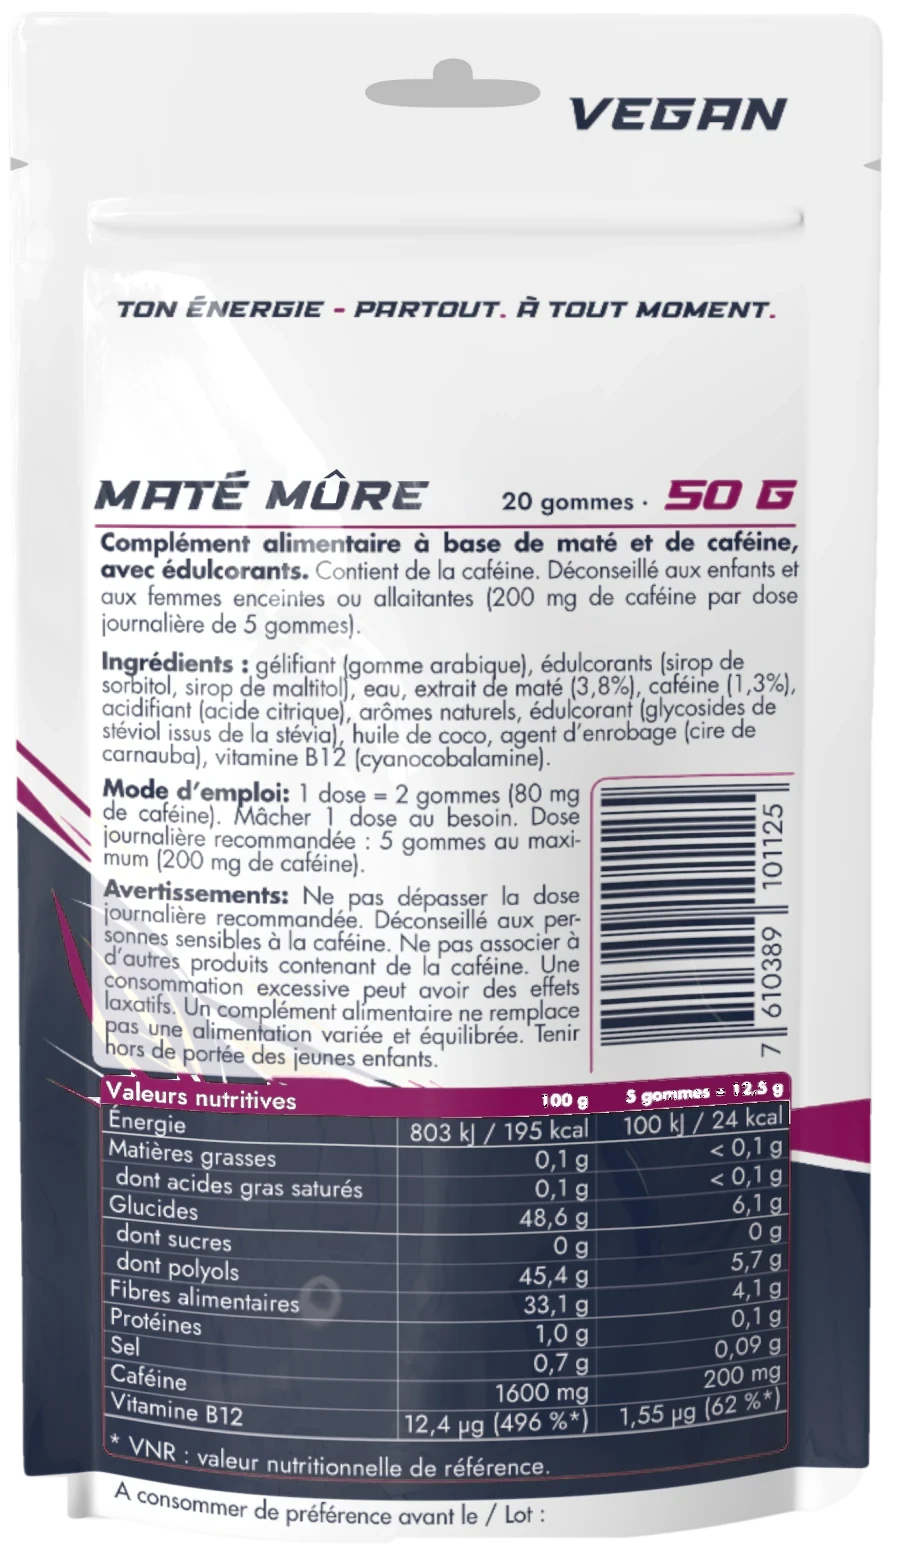 VEGAN
TON ÉNERGIE - PARTOUT. À TOUT MOMENT.
MATÉ MÛRE 20 gommes · 50 G
Complément alimentaire à base de maté et de caféine,
avec édulcorants. Contient de la caféine. Déconseillé aux enfants et
aux femmes enceintes ou allaitantes (200 mg de caféine par dose
journalière de 5 gommes).
Ingrédients : gélifiant (gomme arabique), édulcorants (sirop de
sorbitol, sirop de maltitol), eau, extrait de maté (3,8%), caféine (1,3%),
acidifiant (acide citrique), arômes naturels, édulcorant (glycosides de
stéviol issus de la stévia), huile de coco, agent d'enrobage (cire de
carnauba), vitamine B12 (cyanocobalamine).
Mode d'emploi: 1 dose = 2 gommes (80 mg
de caféine). Mâcher 1 dose au besoin. Dose
journalière recommandée : 5 gommes au maxi-
mum (200 mg de caféine).
Avertissements: Ne pas dépasser la dose
journalière recommandée. Déconseillé aux per-
sonnes sensibles à la caféine. Ne pas associer à
d'autres produits contenant de la caféine. Une
consommation excessive peut avoir des effets
laxatifs. Un complément alimentaire ne remplace
pas une alimentation variée et équilibrée. Tenir
hors de portée des jeunes enfants.
7 610389 101125
Valeurs nutritives 100 g 5 gommes = 12,5 g
Énergie 803 kJ / 195 kcal 100 kJ / 24 kcal
Matières grasses 0,1 g < 0,1 g
dont acides gras saturés 0,1 g < 0,1 g
Glucides 48,6 g 6,1 g
dont sucres 0 g 0 g
dont polyols 45,4 g 5,7 g
Fibres alimentaires 33,1 g 4,1 g
Protéines 1,0 g 0,1 g
Sel 0,7 g 0,09 g
Caféine 1600 mg 200 mg
Vitamine B12 12,4 µg (496 %*) 1,55 µg (62 %*)
* VNR : valeur nutritionnelle de référence.
A consommer de préférence avant le / Lot :